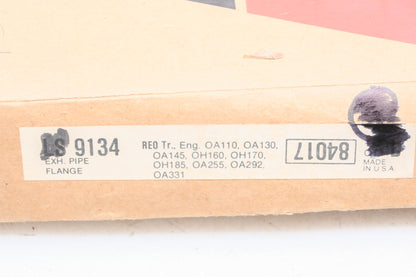 LS 9134
EXH. PIPE
FLANGE
REO Tr., Eng. OA110, OA130,
OA145, OH160, OH170,
OH185, OA255, OA292,
OA331
84017
MADE
IN U.S.A.